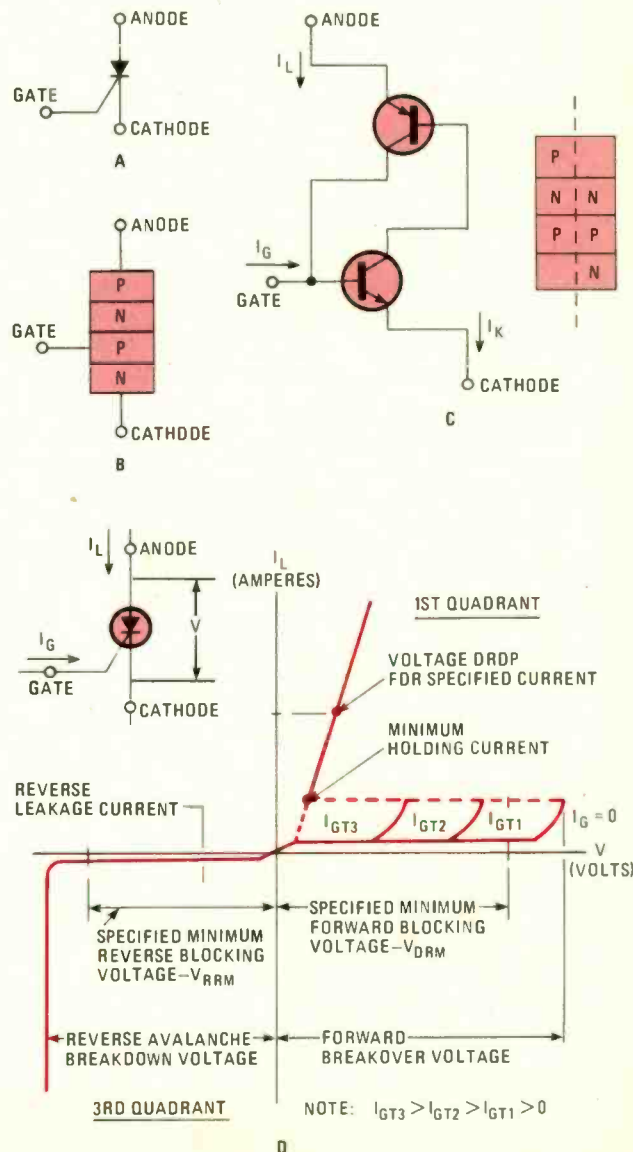 ANODE
GATE
CATHODE
A
ANODE
P
N
P
N
GATE
CATHODE
B
ANODE
I_L
I_G
GATE
I_K
CATHODE
C
P
N N
P P
N
I_L
ANODE
V
I_G
GATE
CATHODE
I_L
(AMPERES)
1ST QUADRANT
VOLTAGE DROP
FOR SPECIFIED CURRENT
MINIMUM
HOLDING CURRENT
REVERSE
LEAKAGE CURRENT
I_GT3
I_GT2
I_GT1
I_G = 0
V
(VOLTS)
SPECIFIED MINIMUM
REVERSE BLOCKING
VOLTAGE–V_RRM
SPECIFIED MINIMUM
FORWARD BLOCKING
VOLTAGE–V_DRM
REVERSE AVALANCHE
BREAKDOWN VOLTAGE
FORWARD
BREAKOVER VOLTAGE
3RD QUADRANT
NOTE: I_GT3 > I_GT2 > I_GT1 > 0
D